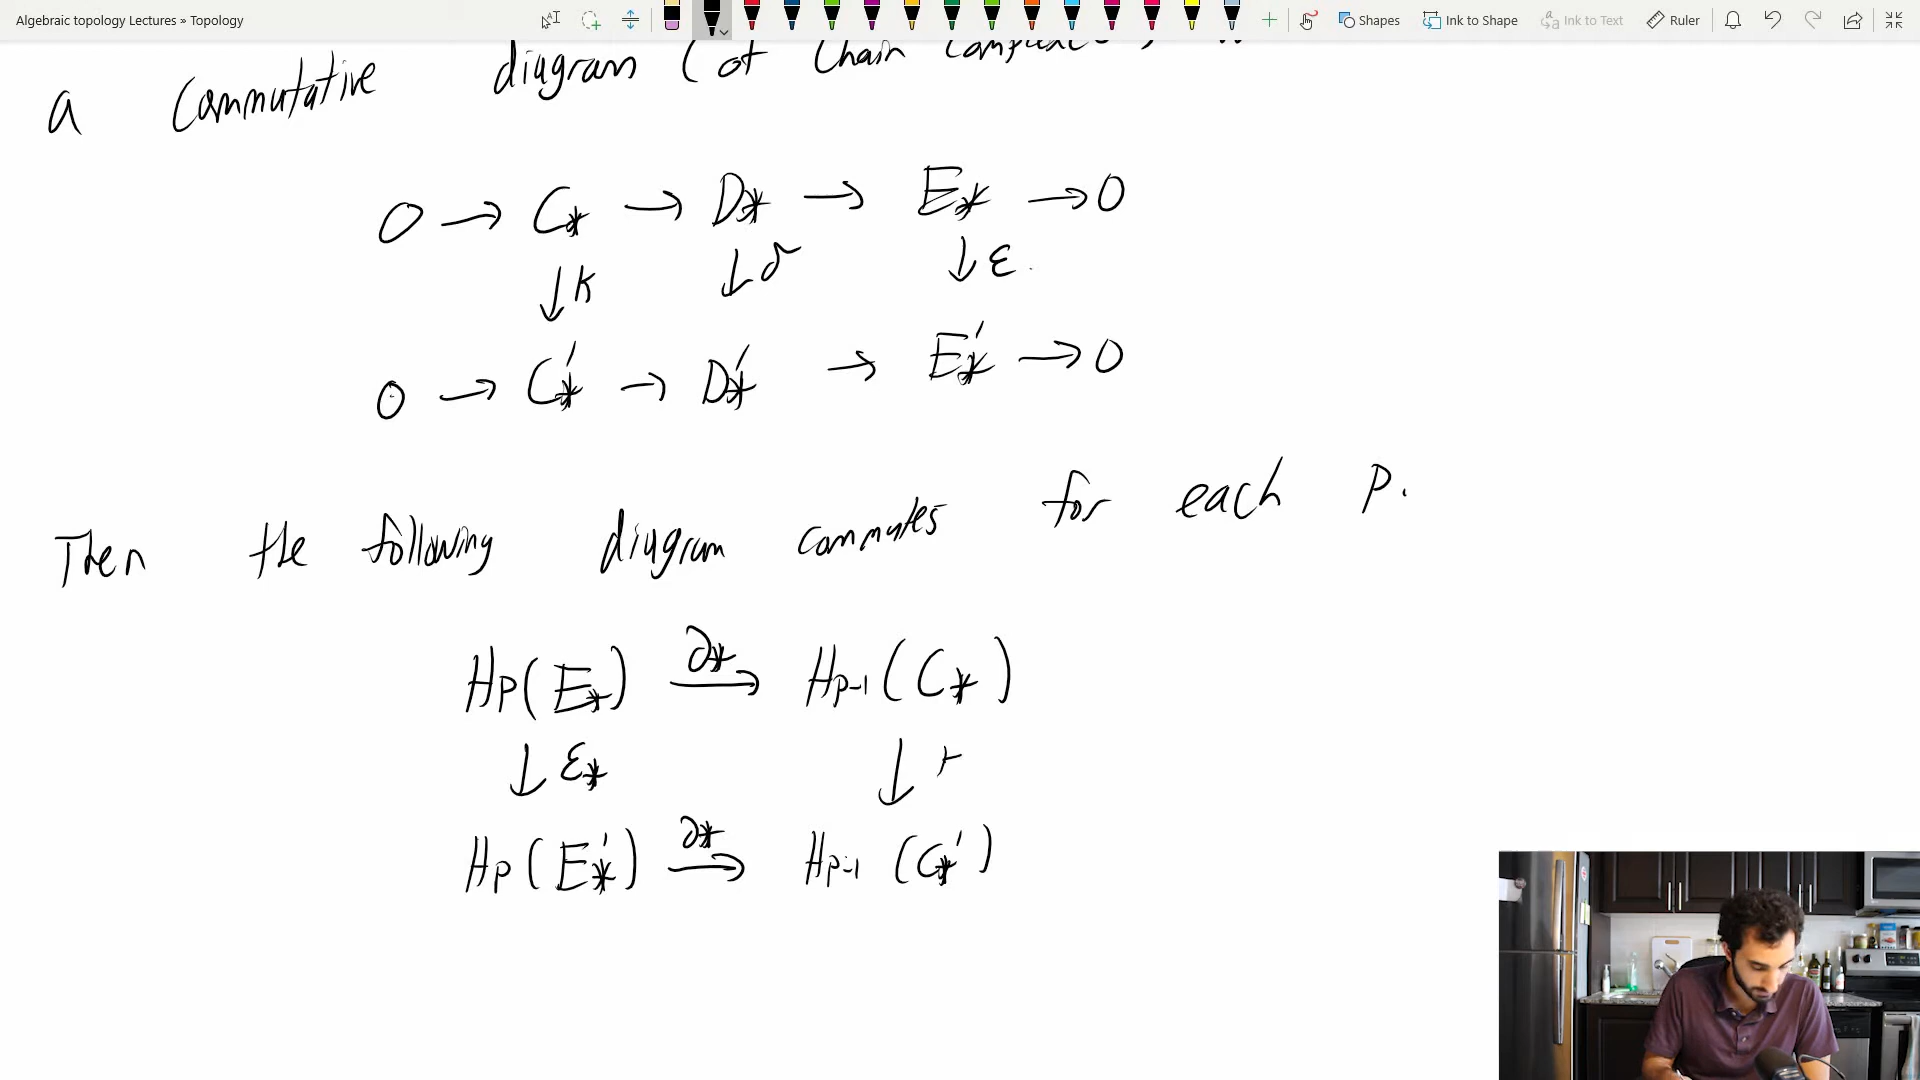 Algebraic topology Lectures » Topology
Shapes Ink to Shape Ink to Text Ruler
a Commutative diagram ( of Chain
0 → C* → D* → E* → 0
↓ k ↓ δ ↓ ε
0 → C'* → D'* → E'* → 0
Then the following diagram commutes for each p.
Hp(E*) ∂* → Hp-1(C*)
↓ ε* ↓
Hp(E'*) ∂* → Hp-1(C*')